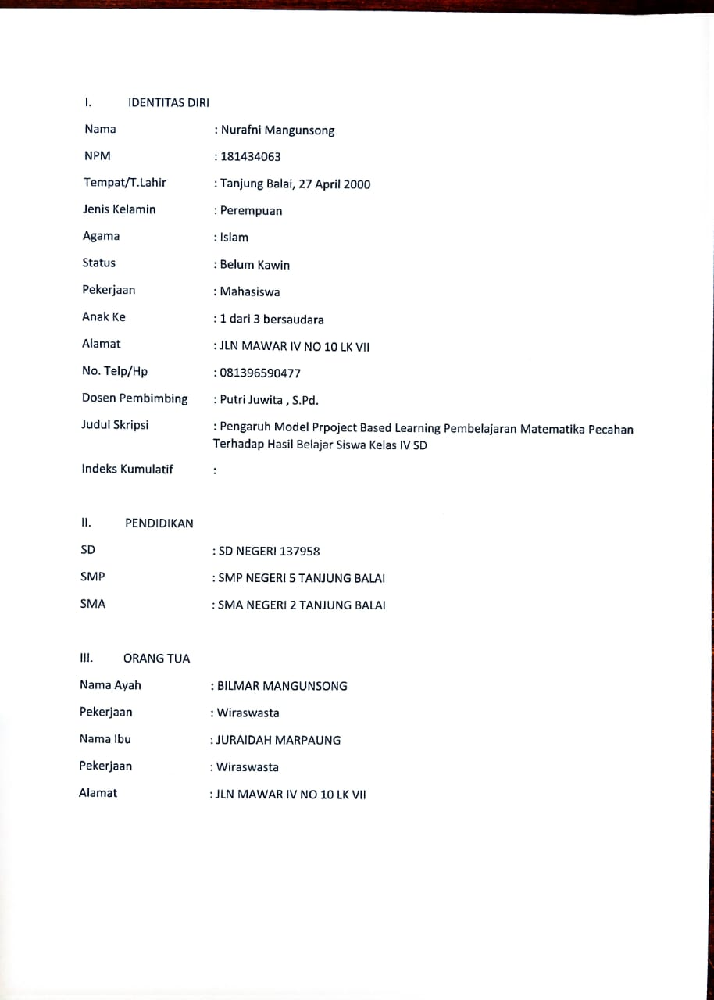 I. IDENTITAS DIRI
Nama : Nurafni Mangunsong
NPM : 181434063
Tempat/T.Lahir : Tanjung Balai, 27 April 2000
Jenis Kelamin : Perempuan
Agama : Islam
Status : Belum Kawin
Pekerjaan : Mahasiswa
Anak Ke : 1 dari 3 bersaudara
Alamat : JLN MAWAR IV NO 10 LK VII
No. Telp/Hp : 081396590477
Dosen Pembimbing : Putri Juwita , S.Pd.
Judul Skripsi : Pengaruh Model Prpoject Based Learning Pembelajaran Matematika Pecahan
Terhadap Hasil Belajar Siswa Kelas IV SD
Indeks Kumulatif :
II. PENDIDIKAN
SD : SD NEGERI 137958
SMP : SMP NEGERI 5 TANJUNG BALAI
SMA : SMA NEGERI 2 TANJUNG BALAI
III. ORANG TUA
Nama Ayah : BILMAR MANGUNSONG
Pekerjaan : Wiraswasta
Nama Ibu : JURAIDAH MARPAUNG
Pekerjaan : Wiraswasta
Alamat : JLN MAWAR IV NO 10 LK VII